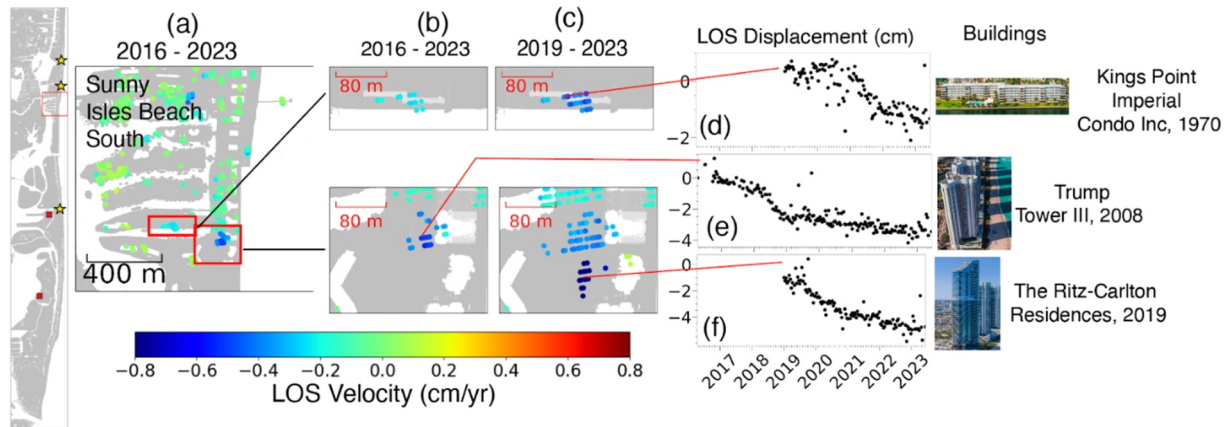 (a)
2016 - 2023
(b)
2016 - 2023
(c)
2019 - 2023
LOS Displacement (cm)
Buildings
Sunny
Isles Beach
South
400 m
80 m
80 m
80 m
80 m
0
−2
(d)
Kings Point
Imperial
Condo Inc, 1970
0
−2
−4
(e)
Trump
Tower III, 2008
0
−2
−4
(f)
The Ritz-Carlton
Residences, 2019
2017
2018
2019
2020
2021
2022
2023
−0.8 −0.6 −0.4 −0.2 0.0 0.2 0.4 0.6 0.8
LOS Velocity (cm/yr)